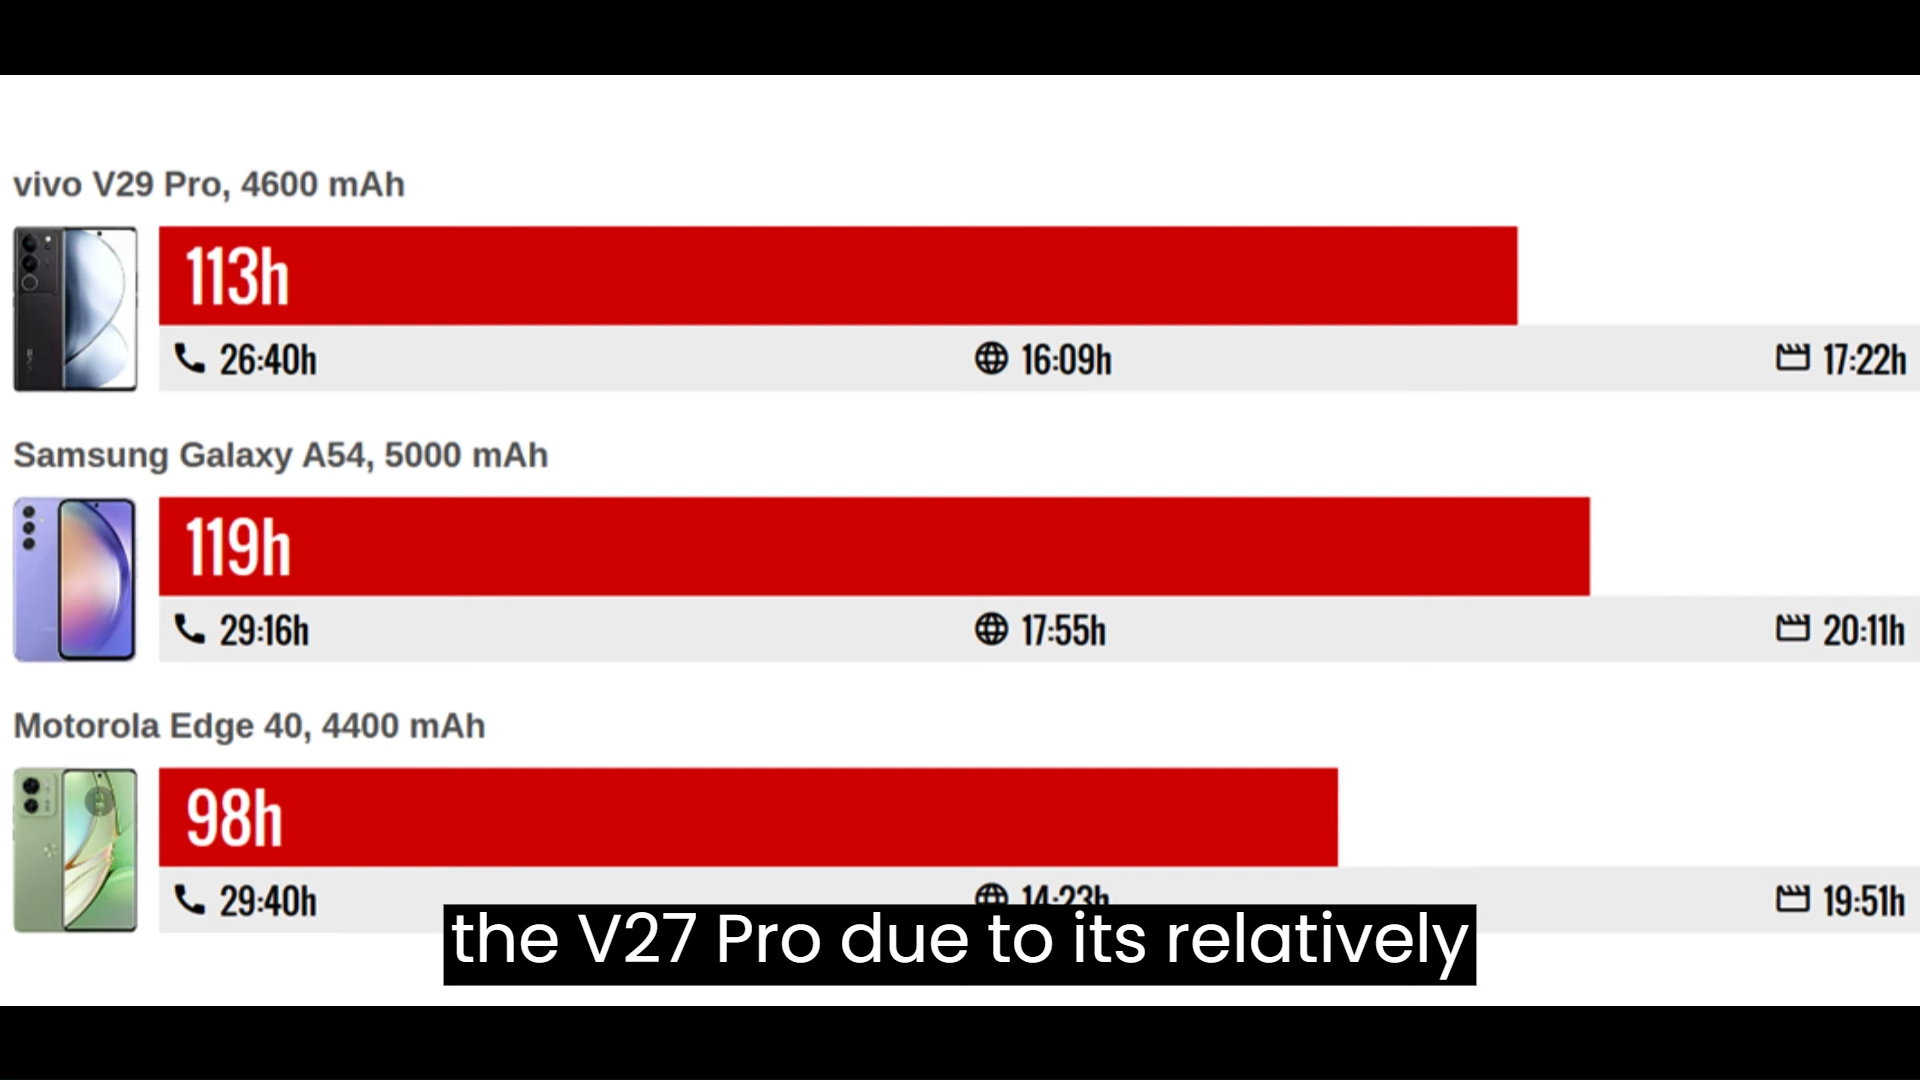 vivo V29 Pro, 4600 mAh
113h
26:40h 16:09h 17:22h
Samsung Galaxy A54, 5000 mAh
119h
29:16h 17:55h 20:11h
Motorola Edge 40, 4400 mAh
98h
29:40h 14:23h 19:51h
the V27 Pro due to its relatively